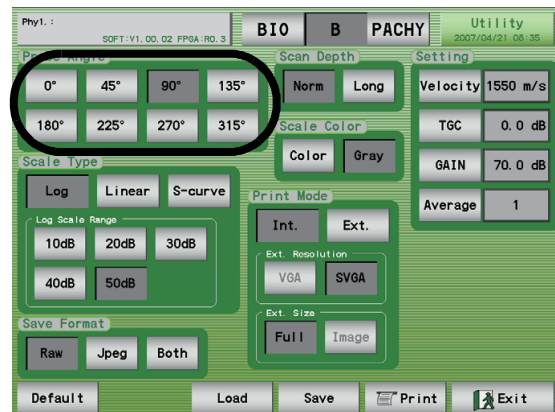 Phy1. :
SOFT:V1.00.02 FPGA:R0.3
BIO B PACHY
Utility
2007/04/21 08:35
Probe Angle
0° 45° 90° 135°
180° 225° 270° 315°
Scan Depth
Norm Long
Scale Color
Color Gray
Setting
Velocity 1550 m/s
TGC 0.0 dB
GAIN 70.0 dB
Average 1
Scale Type
Log Linear S-curve
Log Scale Range
10dB 20dB 30dB
40dB 50dB
Print Mode
Int. Ext.
Ext. Resolution
VGA SVGA
Ext. Size
Full Image
Save Format
Raw Jpeg Both
Default Load Save Print Exit